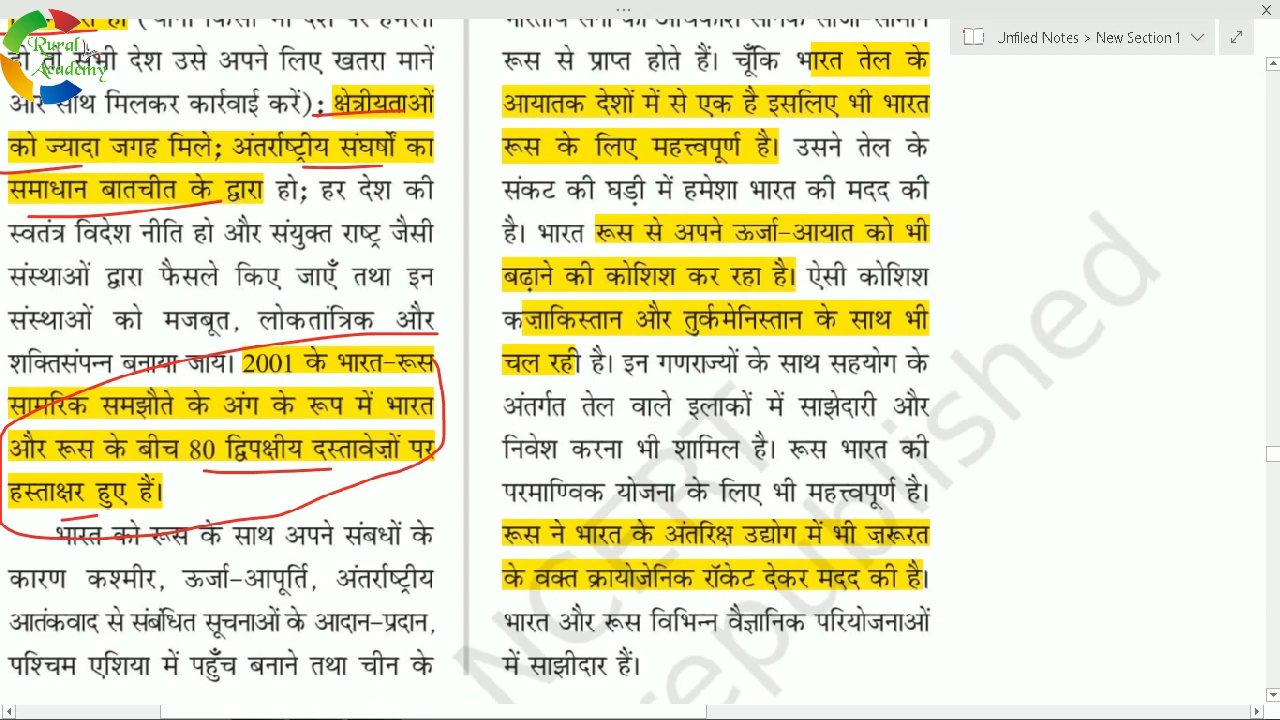 हो तो सभी देश उसे अपने लिए खतरा मानें
और साथ मिलकर कार्रवाई करें); क्षेत्रीयताओं
को ज्यादा जगह मिले; अंतर्राष्ट्रीय संघर्षों का
समाधान बातचीत के द्वारा हो; हर देश की
स्वतंत्र विदेश नीति हो और संयुक्त राष्ट्र जैसी
संस्थाओं द्वारा फैसले किए जाएँ तथा इन
संस्थाओं को मजबूत, लोकतांत्रिक और
शक्तिसंपन्न बनाया जाय। 2001 के भारत-रूस
सामरिक समझौते के अंग के रूप में भारत
और रूस के बीच 80 द्विपक्षीय दस्तावेज़ों पर
हस्ताक्षर हुए हैं।
भारत को रूस के साथ अपने संबधों के
कारण कश्मीर, ऊर्जा-आपूर्ति, अंतर्राष्ट्रीय
आतंकवाद से संबंधित सूचनाओं के आदान-प्रदान,
पश्चिम एशिया में पहुँच बनाने तथा चीन के
भारतीय सेना को अधिकांश सैनिक साजो-सामान
रूस से प्राप्त होते हैं। चूँकि भारत तेल के
आयातक देशों में से एक है इसलिए भी भारत
रूस के लिए महत्त्वपूर्ण है। उसने तेल के
संकट की घड़ी में हमेशा भारत की मदद की
है। भारत रूस से अपने ऊर्जा-आयात को भी
बढ़ाने की कोशिश कर रहा है। ऐसी कोशिश
कज़ाकिस्तान और तुर्कमेनिस्तान के साथ भी
चल रही है। इन गणराज्यों के साथ सहयोग के
अंतर्गत तेल वाले इलाकों में साझेदारी और
निवेश करना भी शामिल है। रूस भारत की
परमाण्विक योजना के लिए भी महत्त्वपूर्ण है।
रूस ने भारत के अंतरिक्ष उद्योग में भी ज़रूरत
के वक्त क्रायोजेनिक रॉकेट देकर मदद की है।
भारत और रूस विभिन्न वैज्ञानिक परियोजनाओं
में साझीदार हैं।
Rural
Academy
Unfiled Notes > New Section 1
NCERT
republished